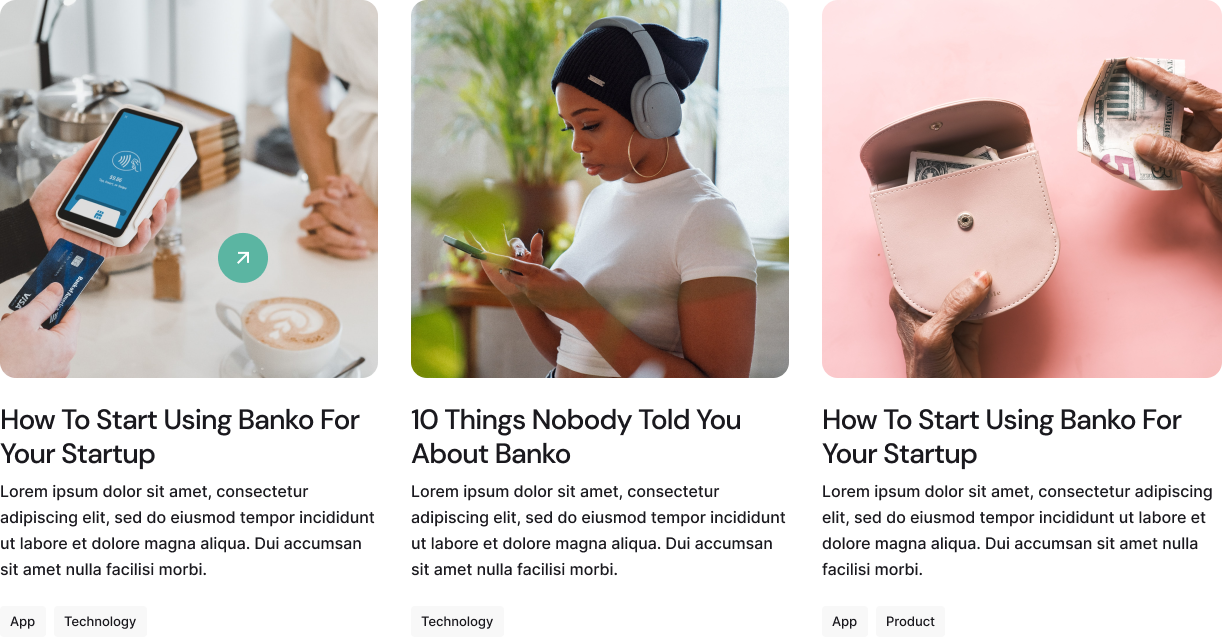 VISA
How To Start Using Banko For
Your Startup
Lorem ipsum dolor sit amet, consectetur
adipiscing elit, sed do eiusmod tempor incididunt
ut labore et dolore magna aliqua. Dui accumsan
sit amet nulla facilisi morbi.
App
Technology
10 Things Nobody Told You
About Banko
Lorem ipsum dolor sit amet, consectetur
adipiscing elit, sed do eiusmod tempor incididunt
ut labore et dolore magna aliqua. Dui accumsan
sit amet nulla facilisi morbi.
Technology
How To Start Using Banko For
Your Startup
Lorem ipsum dolor sit amet, consectetur adipiscing
elit, sed do eiusmod tempor incididunt ut labore et
dolore magna aliqua. Dui accumsan sit amet nulla
facilisi morbi.
App
Product